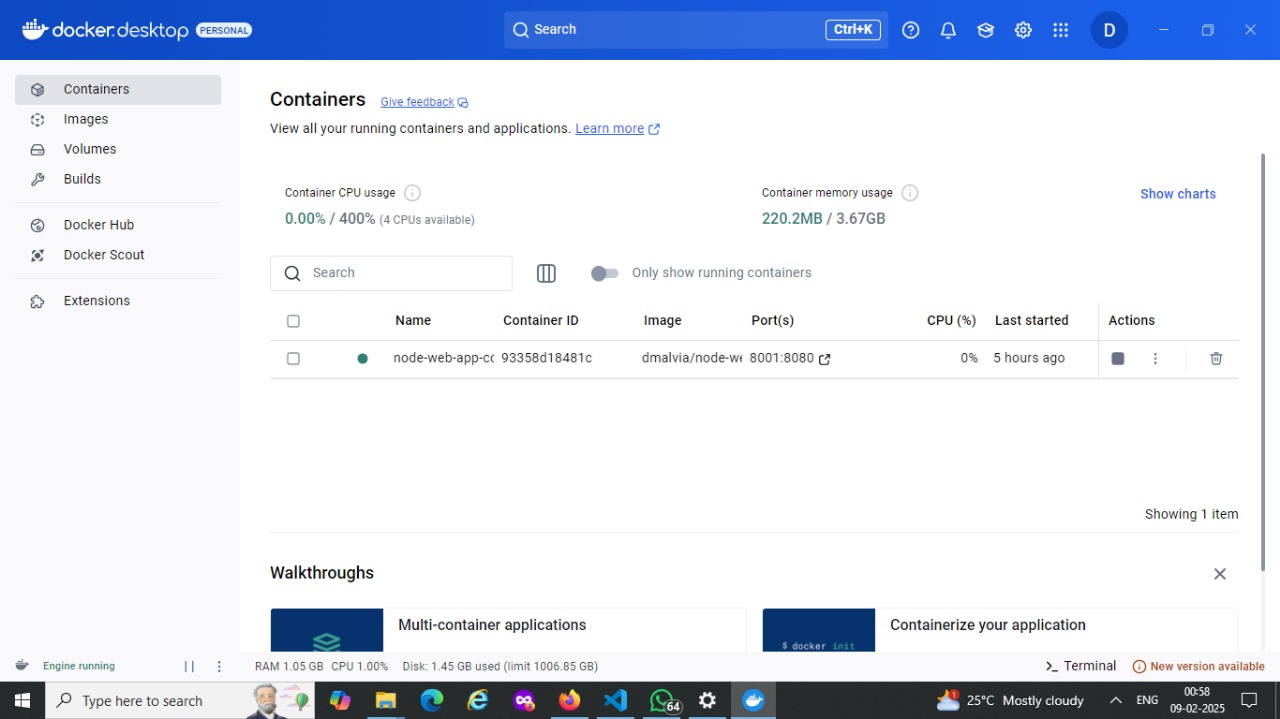 docker.desktop PERSONAL
Search Ctrl+K
D
Containers
Images
Volumes
Builds
Docker Hub
Docker Scout
Extensions
Containers Give feedback
View all your running containers and applications. Learn more
Container CPU usage
0.00% / 400% (4 CPUs available)
Container memory usage
220.2MB / 3.67GB
Show charts
Search
Only show running containers
Name Container ID Image Port(s) CPU (%) Last started Actions
node-web-app-co 93358d18481c dmalvia/node-we 8001:8080 0% 5 hours ago
Showing 1 item
Walkthroughs
Multi-container applications
$ docker init
Containerize your application
Engine running
RAM 1.05 GB CPU 1.00% Disk: 1.45 GB used (limit 1006.85 GB)
>_ Terminal
New version available
Type here to search
64
1
25°C Mostly cloudy
ENG
00:58
09-02-2025